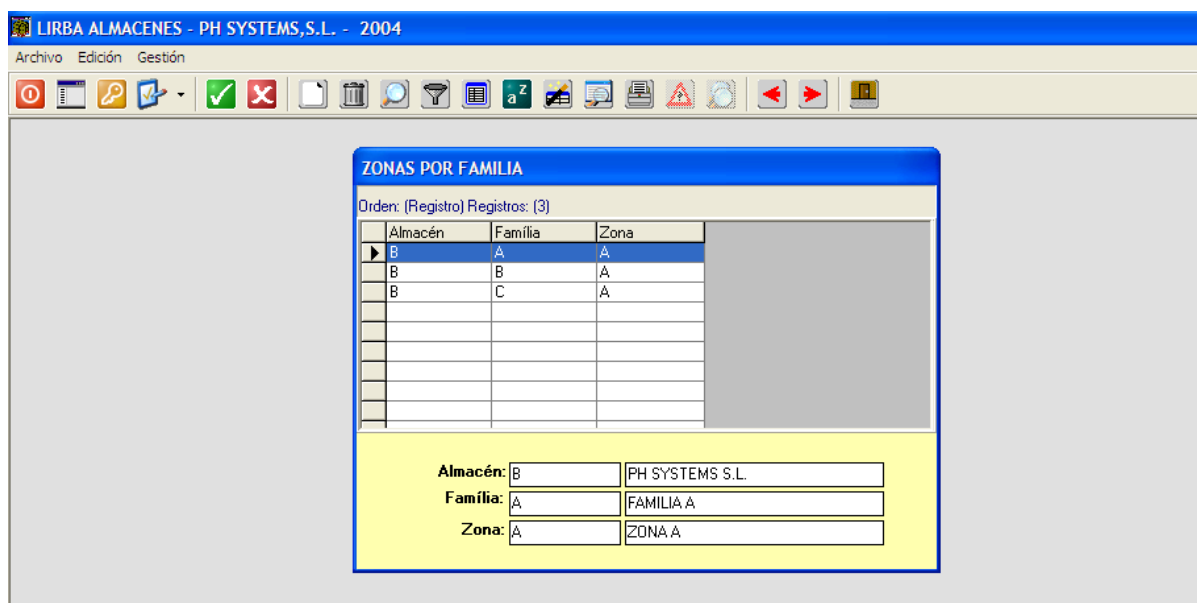 LIRBA ALMACENES - PH SYSTEMS,S.L. - 2004
Archivo Edición Gestión
ZONAS POR FAMILIA
Orden: (Registro) Registros: (3)
Almacén Família Zona
B A A
B B A
B C A
Almacén: B PH SYSTEMS S.L.
Família: A FAMILIA A
Zona: A ZONA A